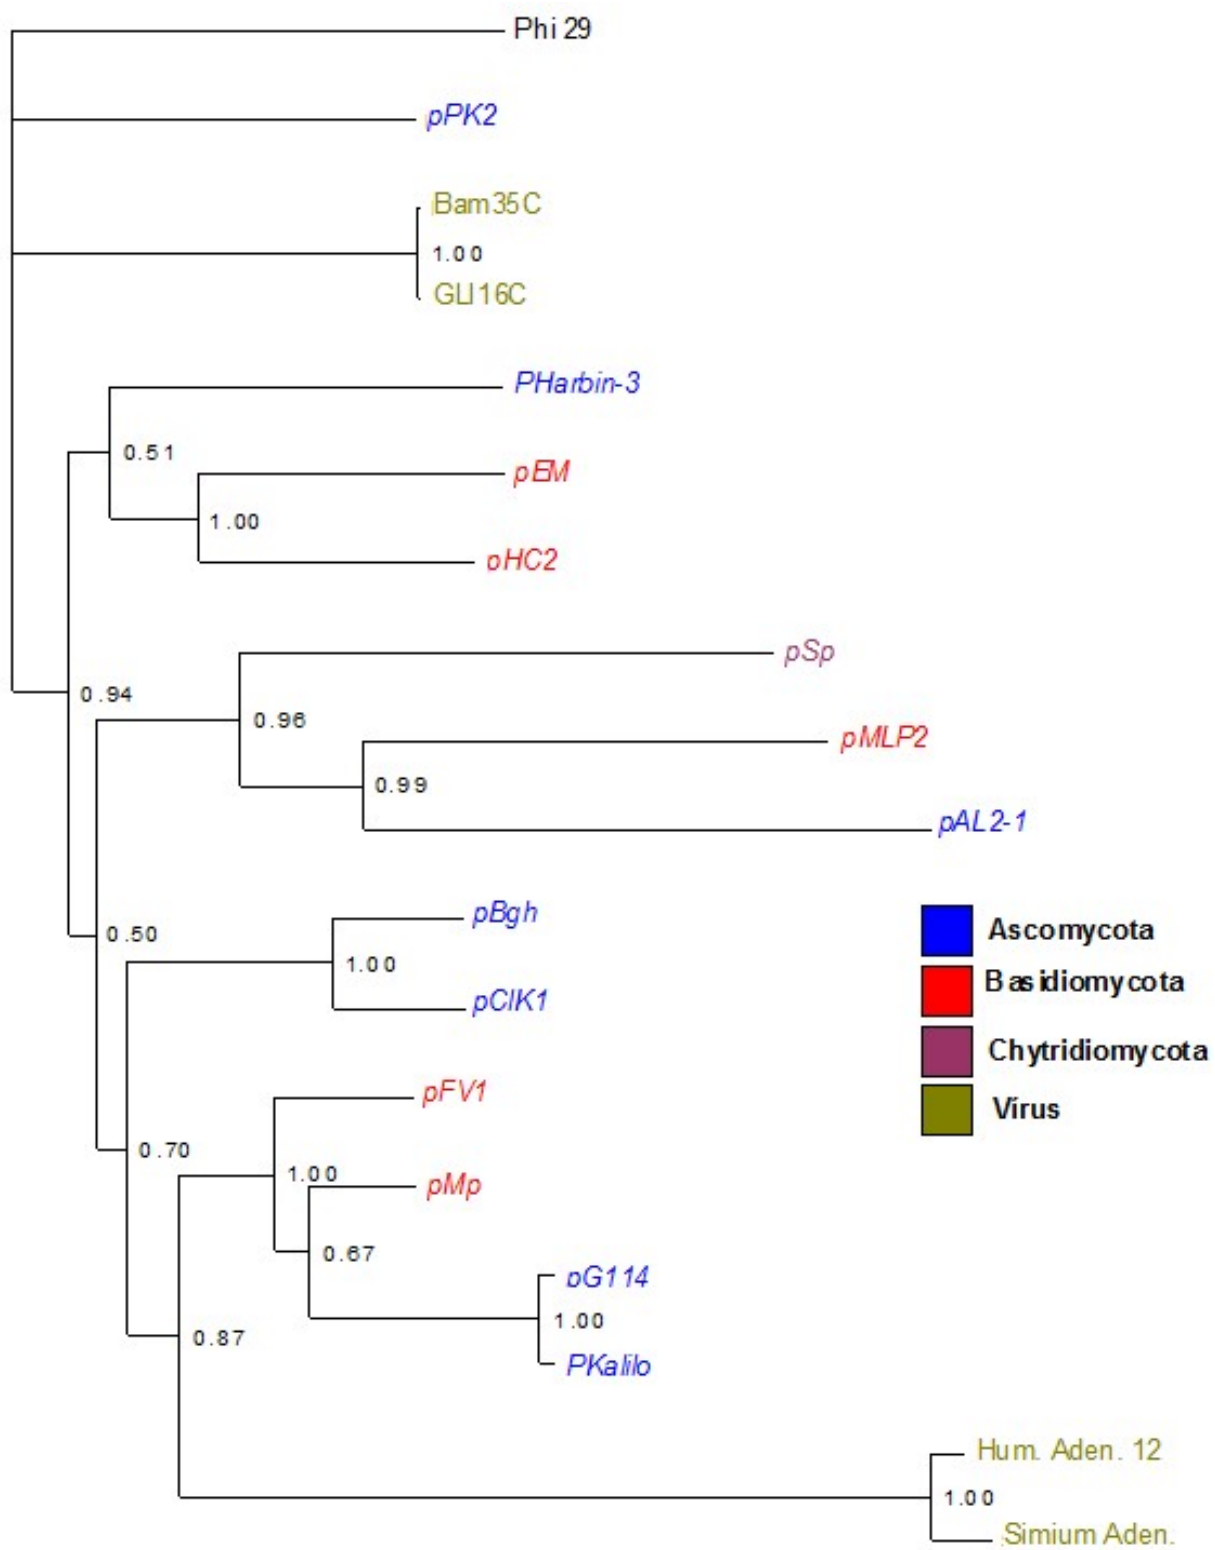 Phi 29
pPK2
Bam35C
1.00
GLI16C
PHarbin-3
0.51
pEM
1.00
pHC2
pSp
0.94
0.96
pMLP2
0.99
pAL2-1
pBgh
0.50
1.00
pClK1
Ascomycota
Basidiomycota
Chytridiomycota
Vírus
pFV1
0.70
1.00
pMp
0.67
pG114
1.00
0.87
PKalilo
Hum. Aden. 12
1.00
Simium Aden.